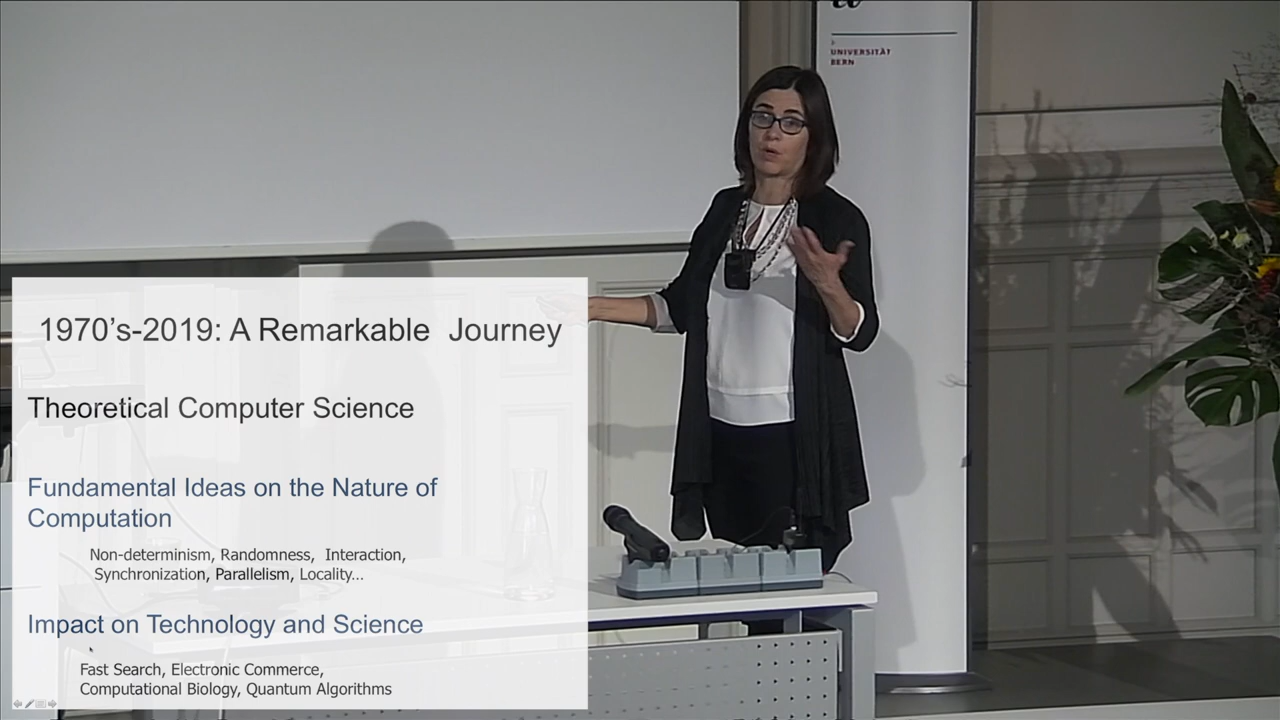 UNIVERSITÄT
BERN
1970’s-2019: A Remarkable Journey
Theoretical Computer Science
Fundamental Ideas on the Nature of
Computation
Non-determinism, Randomness, Interaction,
Synchronization, Parallelism, Locality...
Impact on Technology and Science
Fast Search, Electronic Commerce,
Computational Biology, Quantum Algorithms